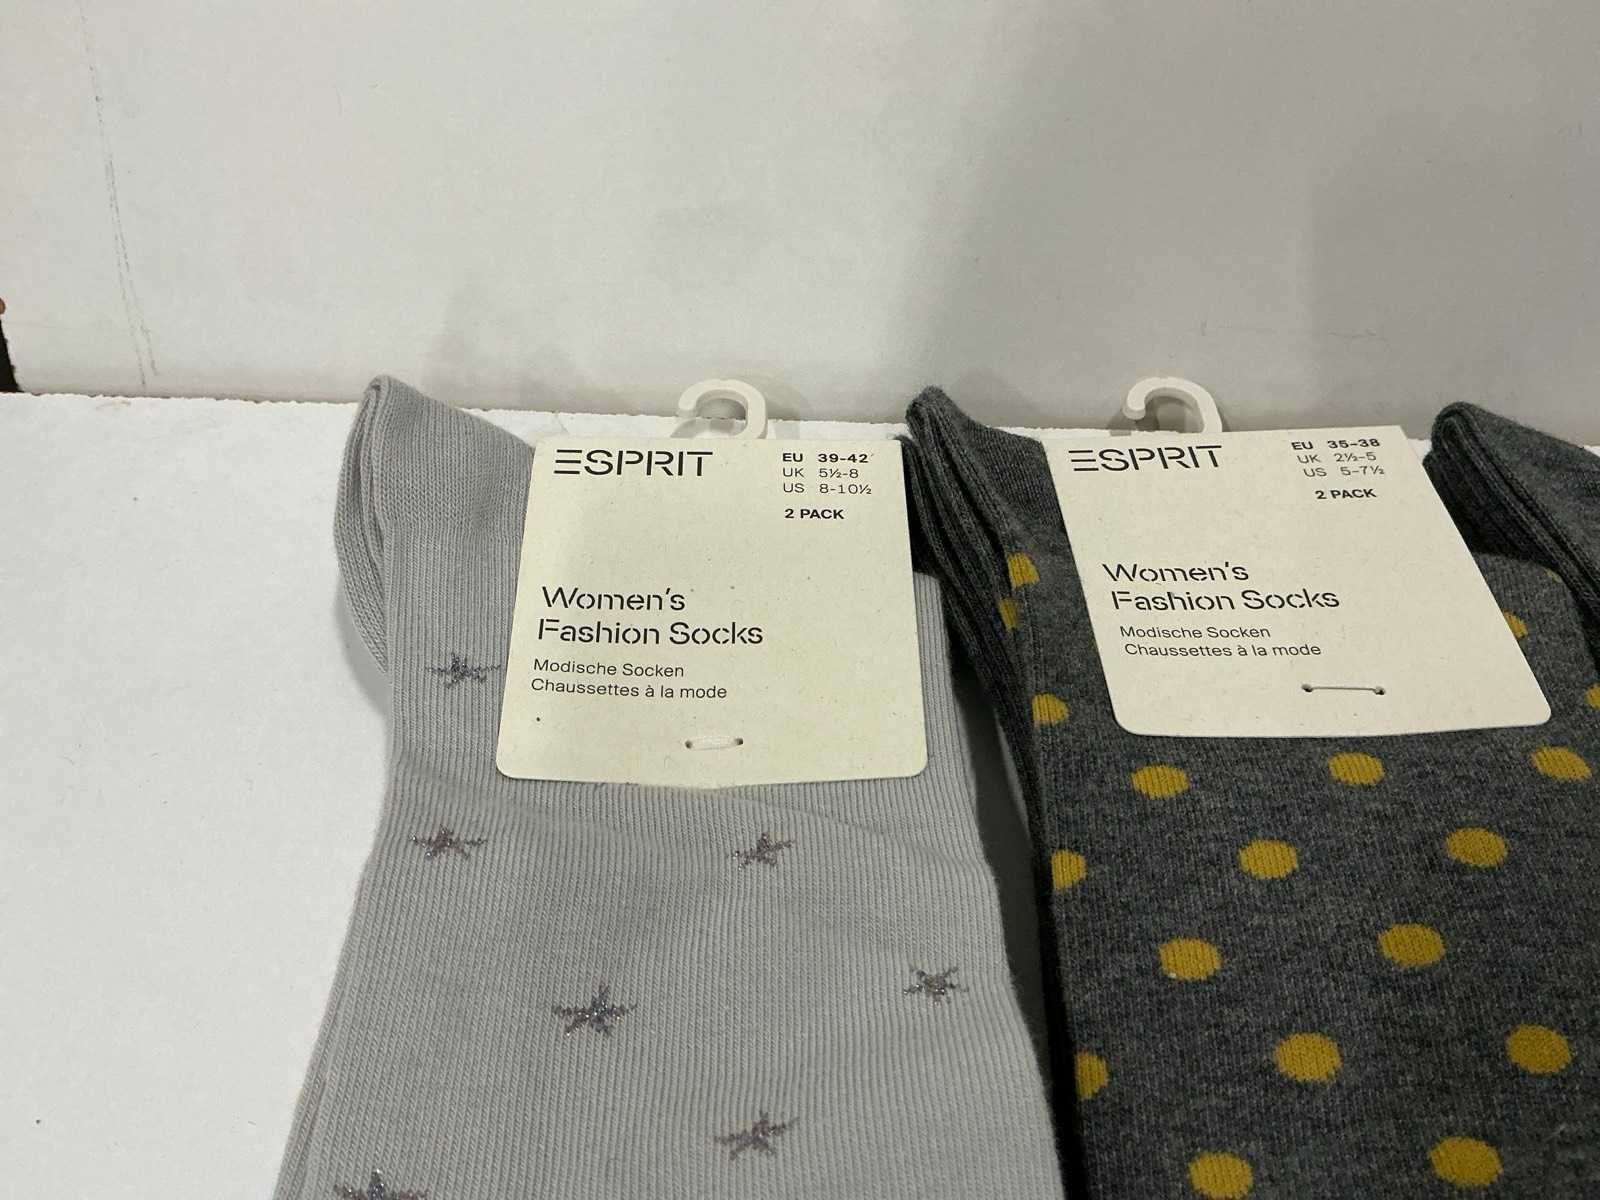 ESPRIT
EU 39-42
UK 5½-8
US 8-10½
2 PACK
Women's
Fashion Socks
Modische Socken
Chaussettes à la mode
ESPRIT
EU 35-38
UK 2½-5
US 5-7½
2 PACK
Women's
Fashion Socks
Modische Socken
Chaussettes à la mode